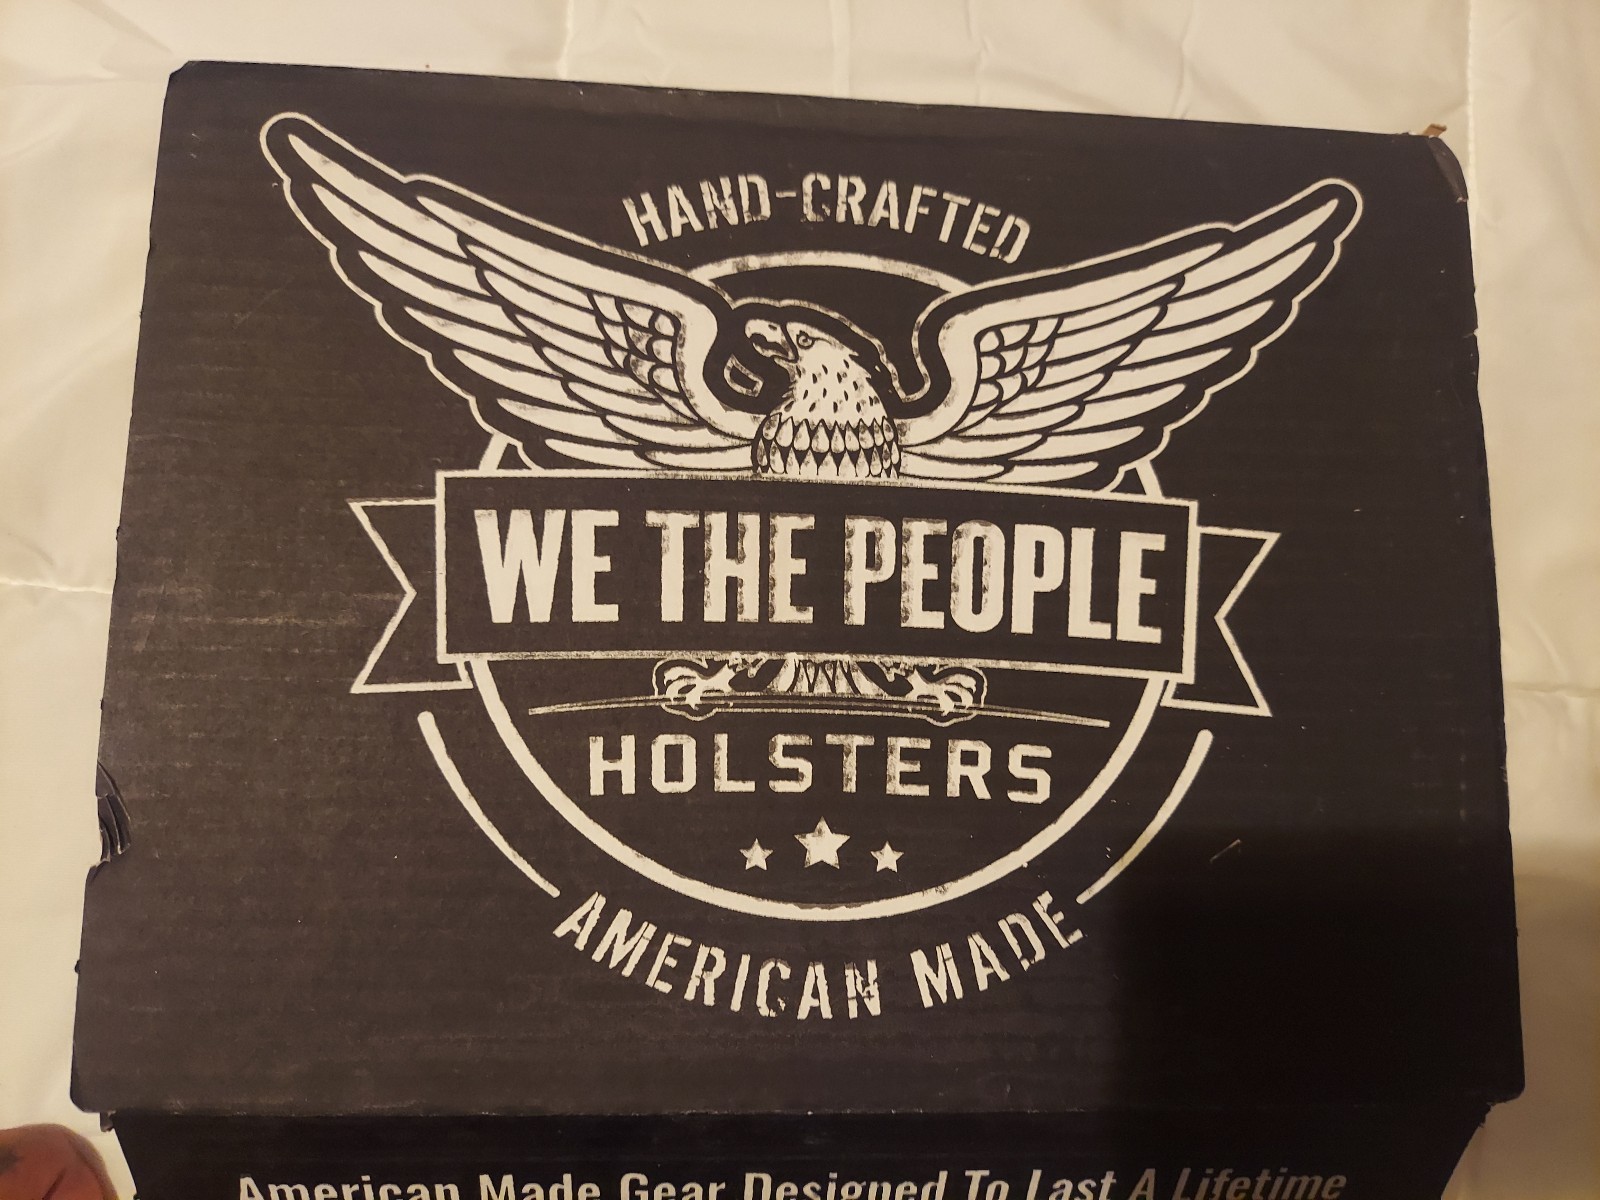 HAND-CRAFTED
WE THE PEOPLE
HOLSTERS
AMERICAN MADE
American Made Gear Designed To Last A Lifetime